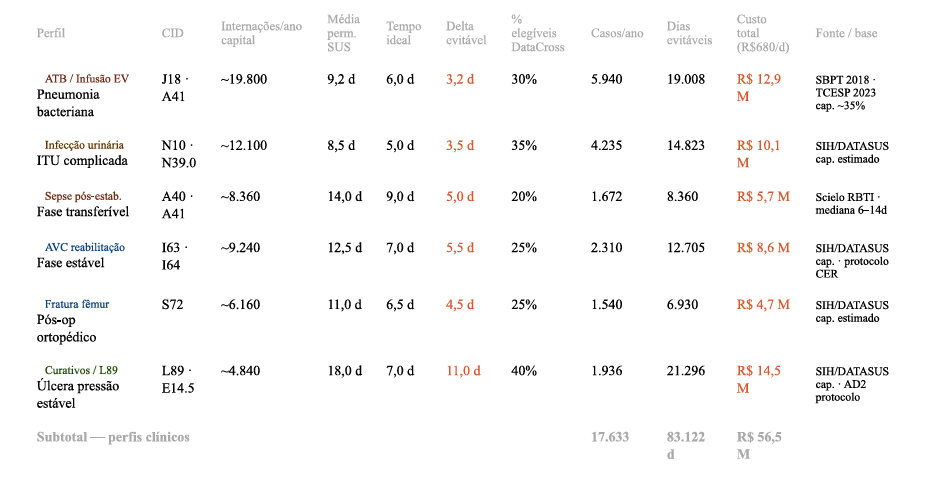 Perfil CID Internações/ano capital Média perm. SUS Tempo ideal Delta evitável % elegíveis DataCross Casos/ano Dias evitáveis Custo total (R$680/d) Fonte / base
ATB / Infusão EV
Pneumonia
bacteriana
J18 ·
A41
~19.800
9,2 d
6,0 d
3,2 d
30%
5.940
19.008
R$ 12,9
M
SBPT 2018 ·
TCESP 2023
cap. ~35%
Infecção urinária
ITU complicada
N10 ·
N39.0
~12.100
8,5 d
5,0 d
3,5 d
35%
4.235
14.823
R$ 10,1
M
SIH/DATASUS
cap. estimado
Sepse pós-estab.
Fase transferível
A40 ·
A41
~8.360
14,0 d
9,0 d
5,0 d
20%
1.672
8.360
R$ 5,7 M
Scielo RBTI ·
mediana 6–14d
AVC reabilitação
Fase estável
I63 ·
I64
~9.240
12,5 d
7,0 d
5,5 d
25%
2.310
12.705
R$ 8,6 M
SIH/DATASUS
cap. · protocolo
CER
Fratura fêmur
Pós-op
ortopédico
S72
~6.160
11,0 d
6,5 d
4,5 d
25%
1.540
6.930
R$ 4,7 M
SIH/DATASUS
cap. estimado
Curativos / L89
Úlcera pressão
estável
L89 ·
E14.5
~4.840
18,0 d
7,0 d
11,0 d
40%
1.936
21.296
R$ 14,5
M
SIH/DATASUS
cap. · AD2
protocolo
Subtotal — perfis clínicos
17.633
83.122
d
R$ 56,5
M